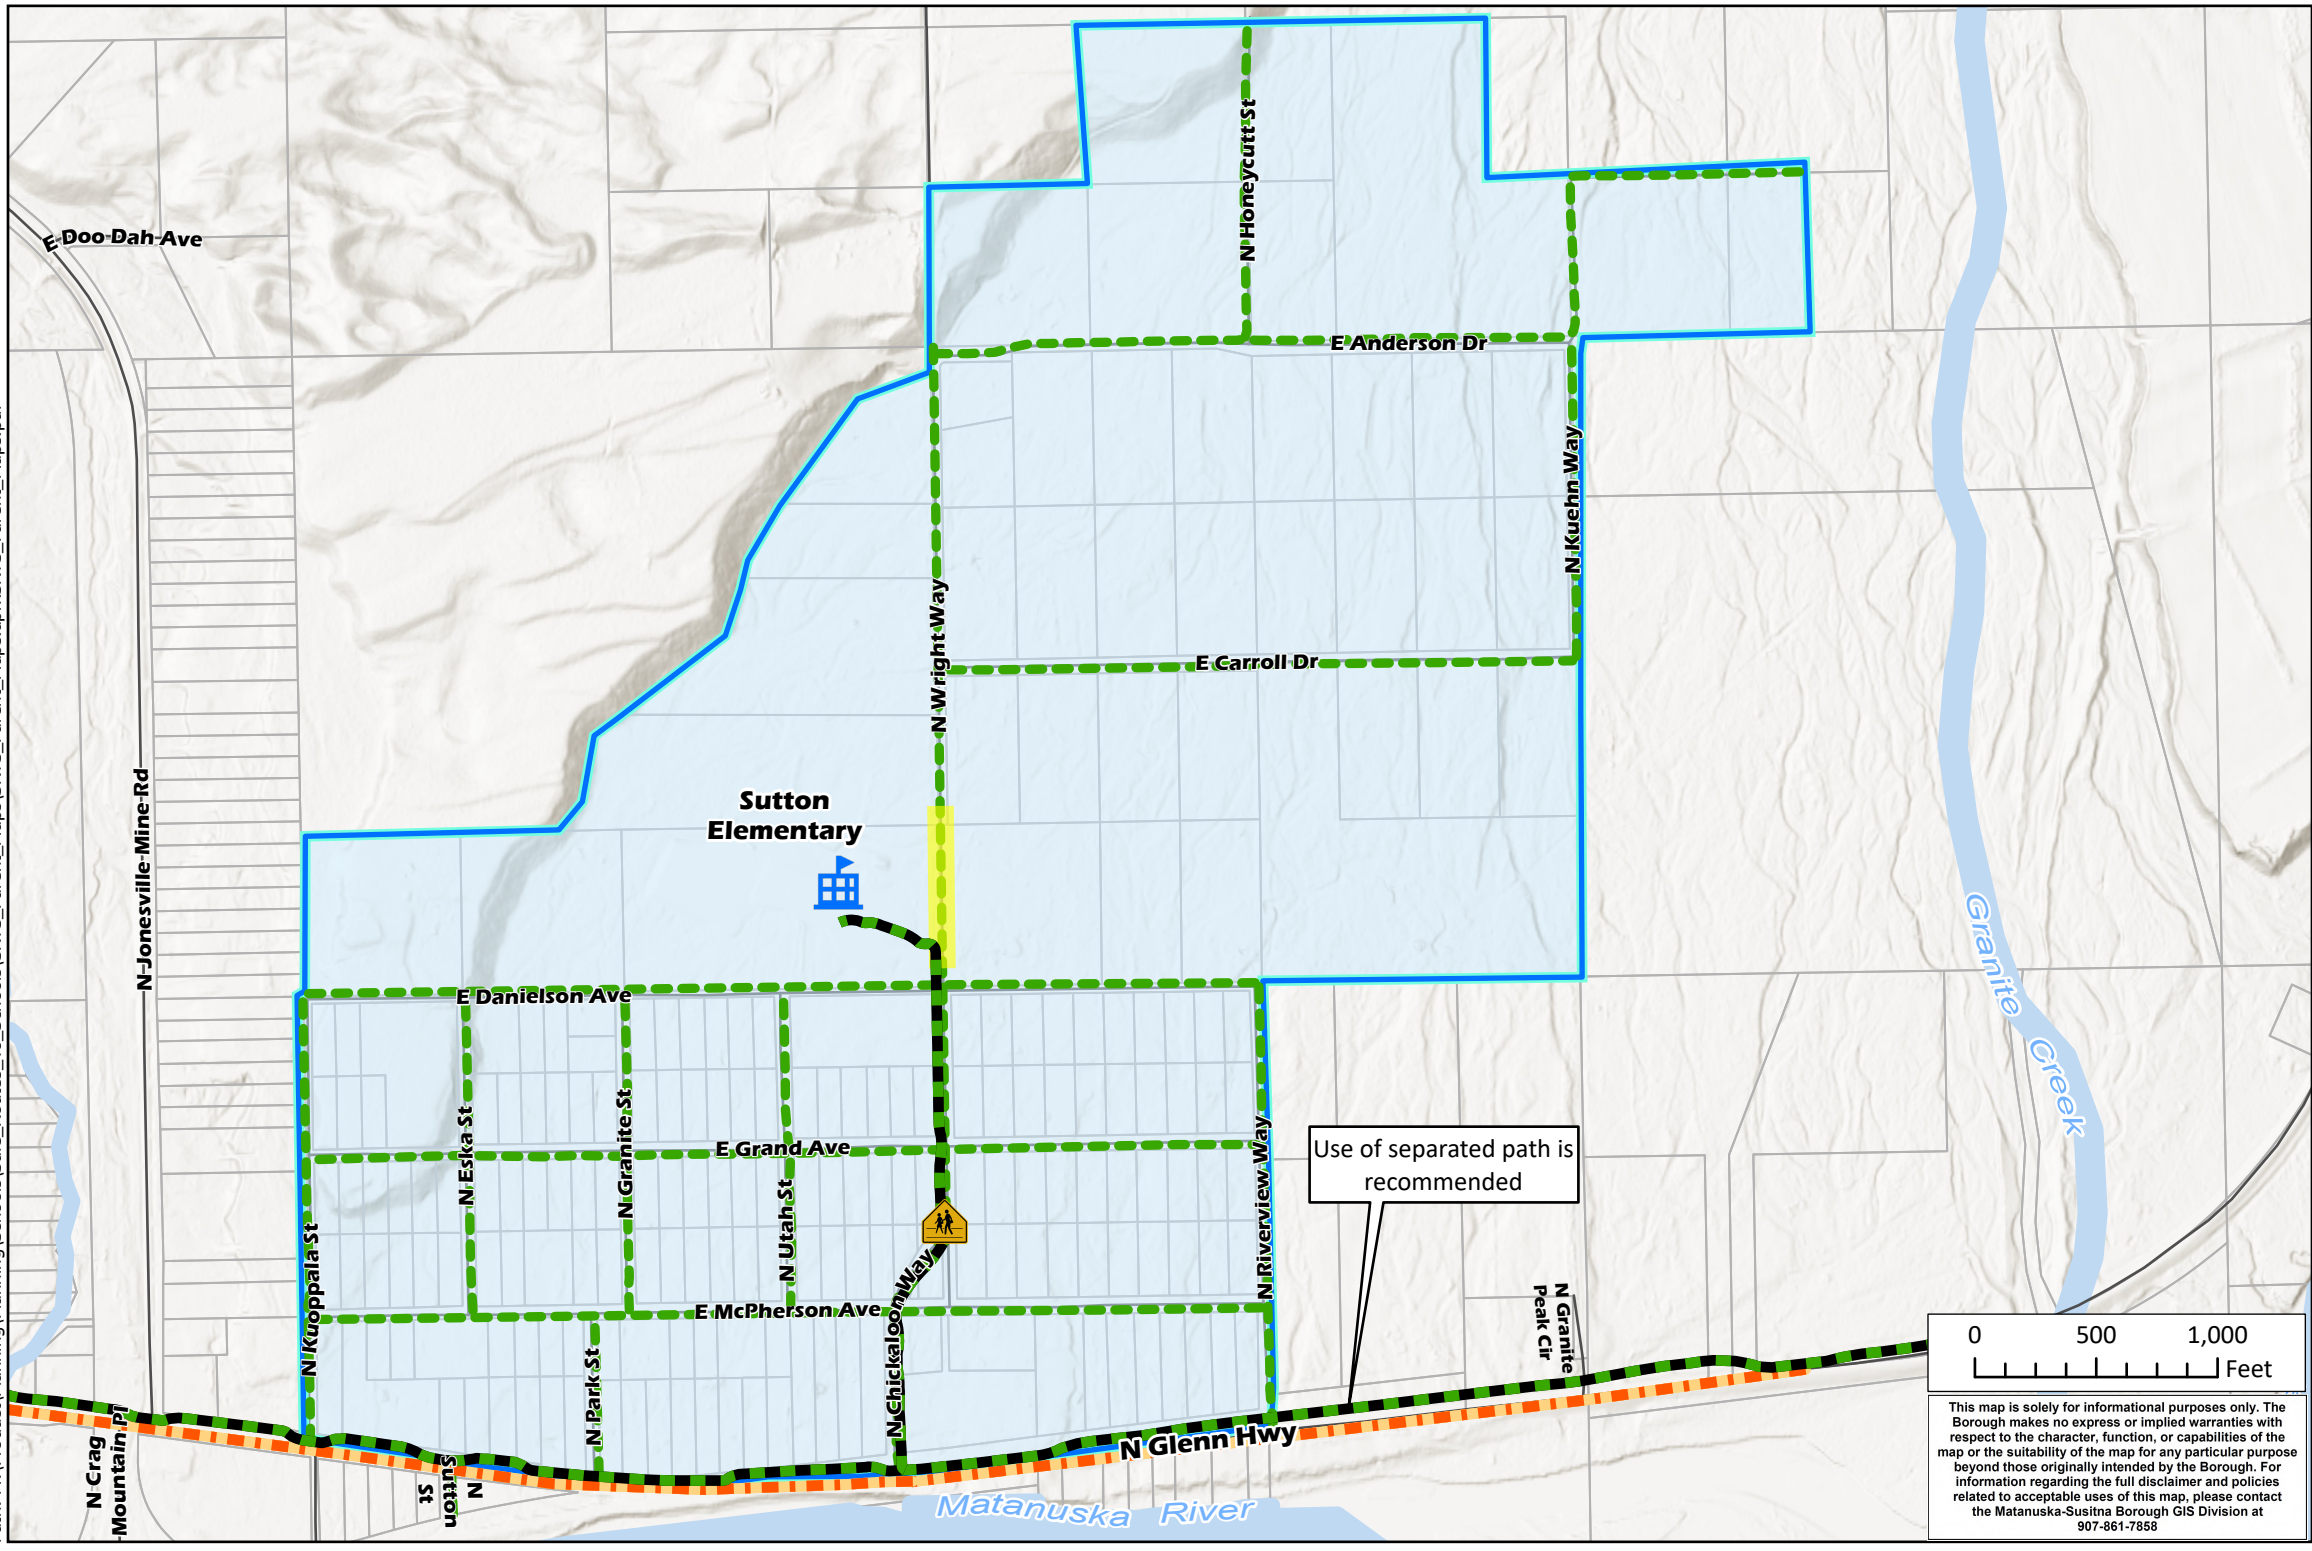 N Honeycutt St
E Doo Dah Ave
E Anderson Dr
N Kuehn Way
N Wright Way
E Carroll Dr
Sutton
Elementary
N Jonesville Mine Rd
Granite Creek
E Danielson Ave
N Eska St
N Granite St
E Grand Ave
N Utah St
N Riverview Way
Use of separated path is
recommended
N Kuoppala St
E McPherson Ave
N Chickaloon Way
N Park St
N Granite
Peak Cir
N Crag
Mountain Pl
N
Sutton
St
N Glenn Hwy
Matanuska River
0 500 1,000
Feet
This map is solely for informational purposes only. The
Borough makes no express or implied warranties with
respect to the character, function, or capabilities of the
map or the suitability of the map for any particular purpose
beyond those originally intended by the Borough. For
information regarding the full disclaimer and policies
related to acceptable uses of this map, please contact
the Matanuska-Susitna Borough GIS Division at
907-861-7858